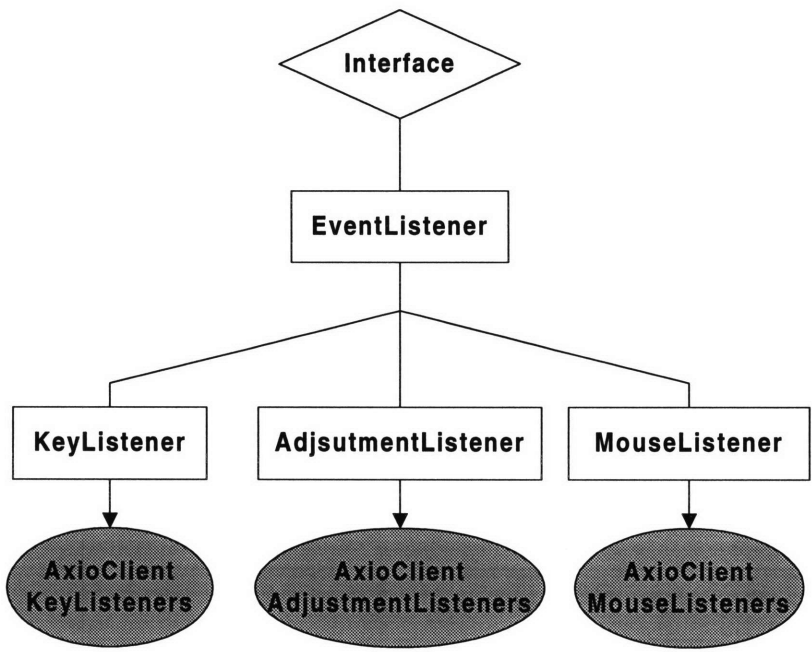 Interface
EventListener
KeyListener
AdjsutmentListener
MouseListener
AxioClient
KeyListeners
AxioClient
AdjustmentListeners
AxioClient
MouseListeners